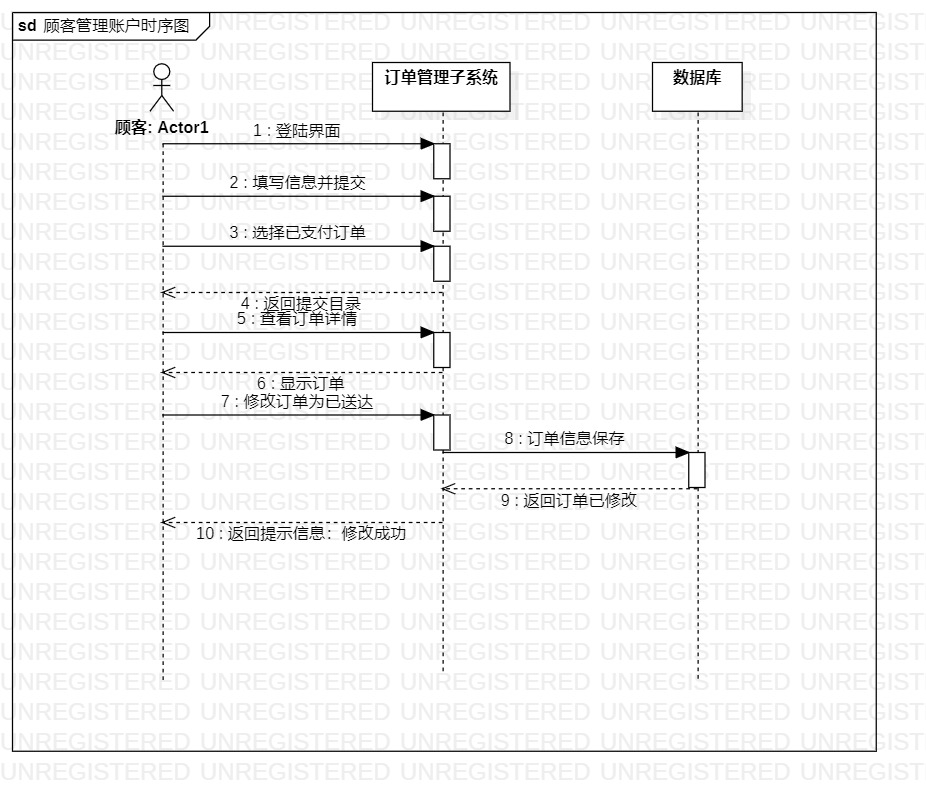 sd 顾客管理账户时序图
订单管理子系统
数据库
顾客: Actor1
1 : 登陆界面
2 : 填写信息并提交
3 : 选择已支付订单
4 : 返回提交目录
5 : 查看订单详情
6 : 显示订单
7 : 修改订单为已送达
8 : 订单信息保存
9 : 返回订单已修改
10 : 返回提示信息：修改成功
UNREGISTERED UNREGISTERED UNREGISTERED UNREGISTERED UNREGISTERED